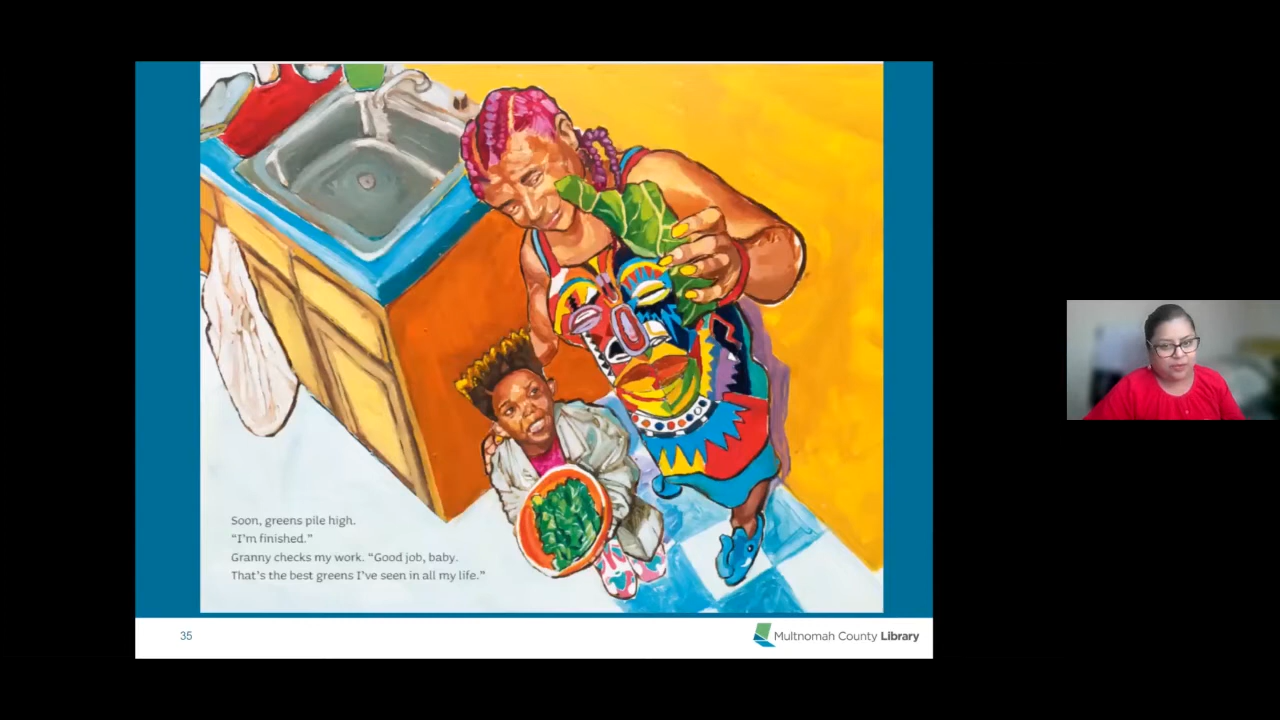 Soon, greens pile high.
“I’m finished.”
Granny checks my work. “Good job, baby.
That’s the best greens I’ve seen in all my life.”
35
Multnomah County Library